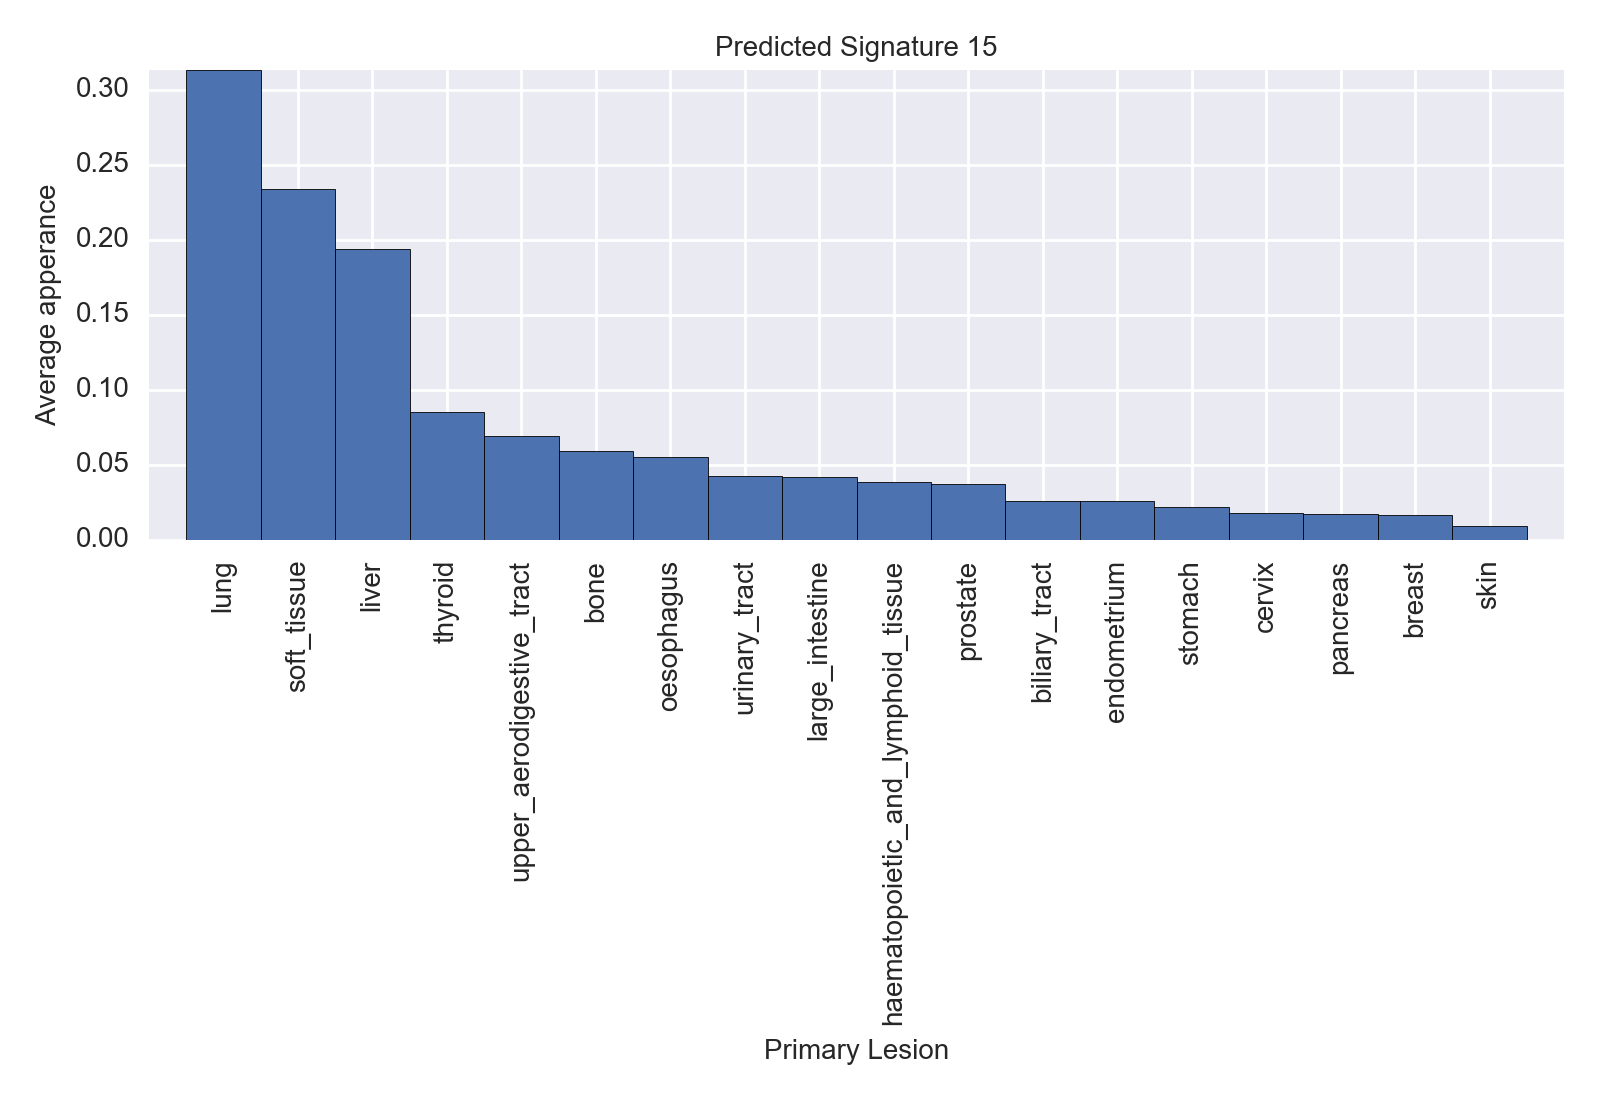 Predicted Signature 15
0.30
0.25
0.20
0.15
0.10
0.05
0.00
Average apperance
lung
soft_tissue
liver
thyroid
upper_aerodigestive_tract
bone
oesophagus
urinary_tract
large_intestine
haematopoietic_and_lymphoid_tissue
prostate
biliary_tract
endometrium
stomach
cervix
pancreas
breast
skin
Primary Lesion